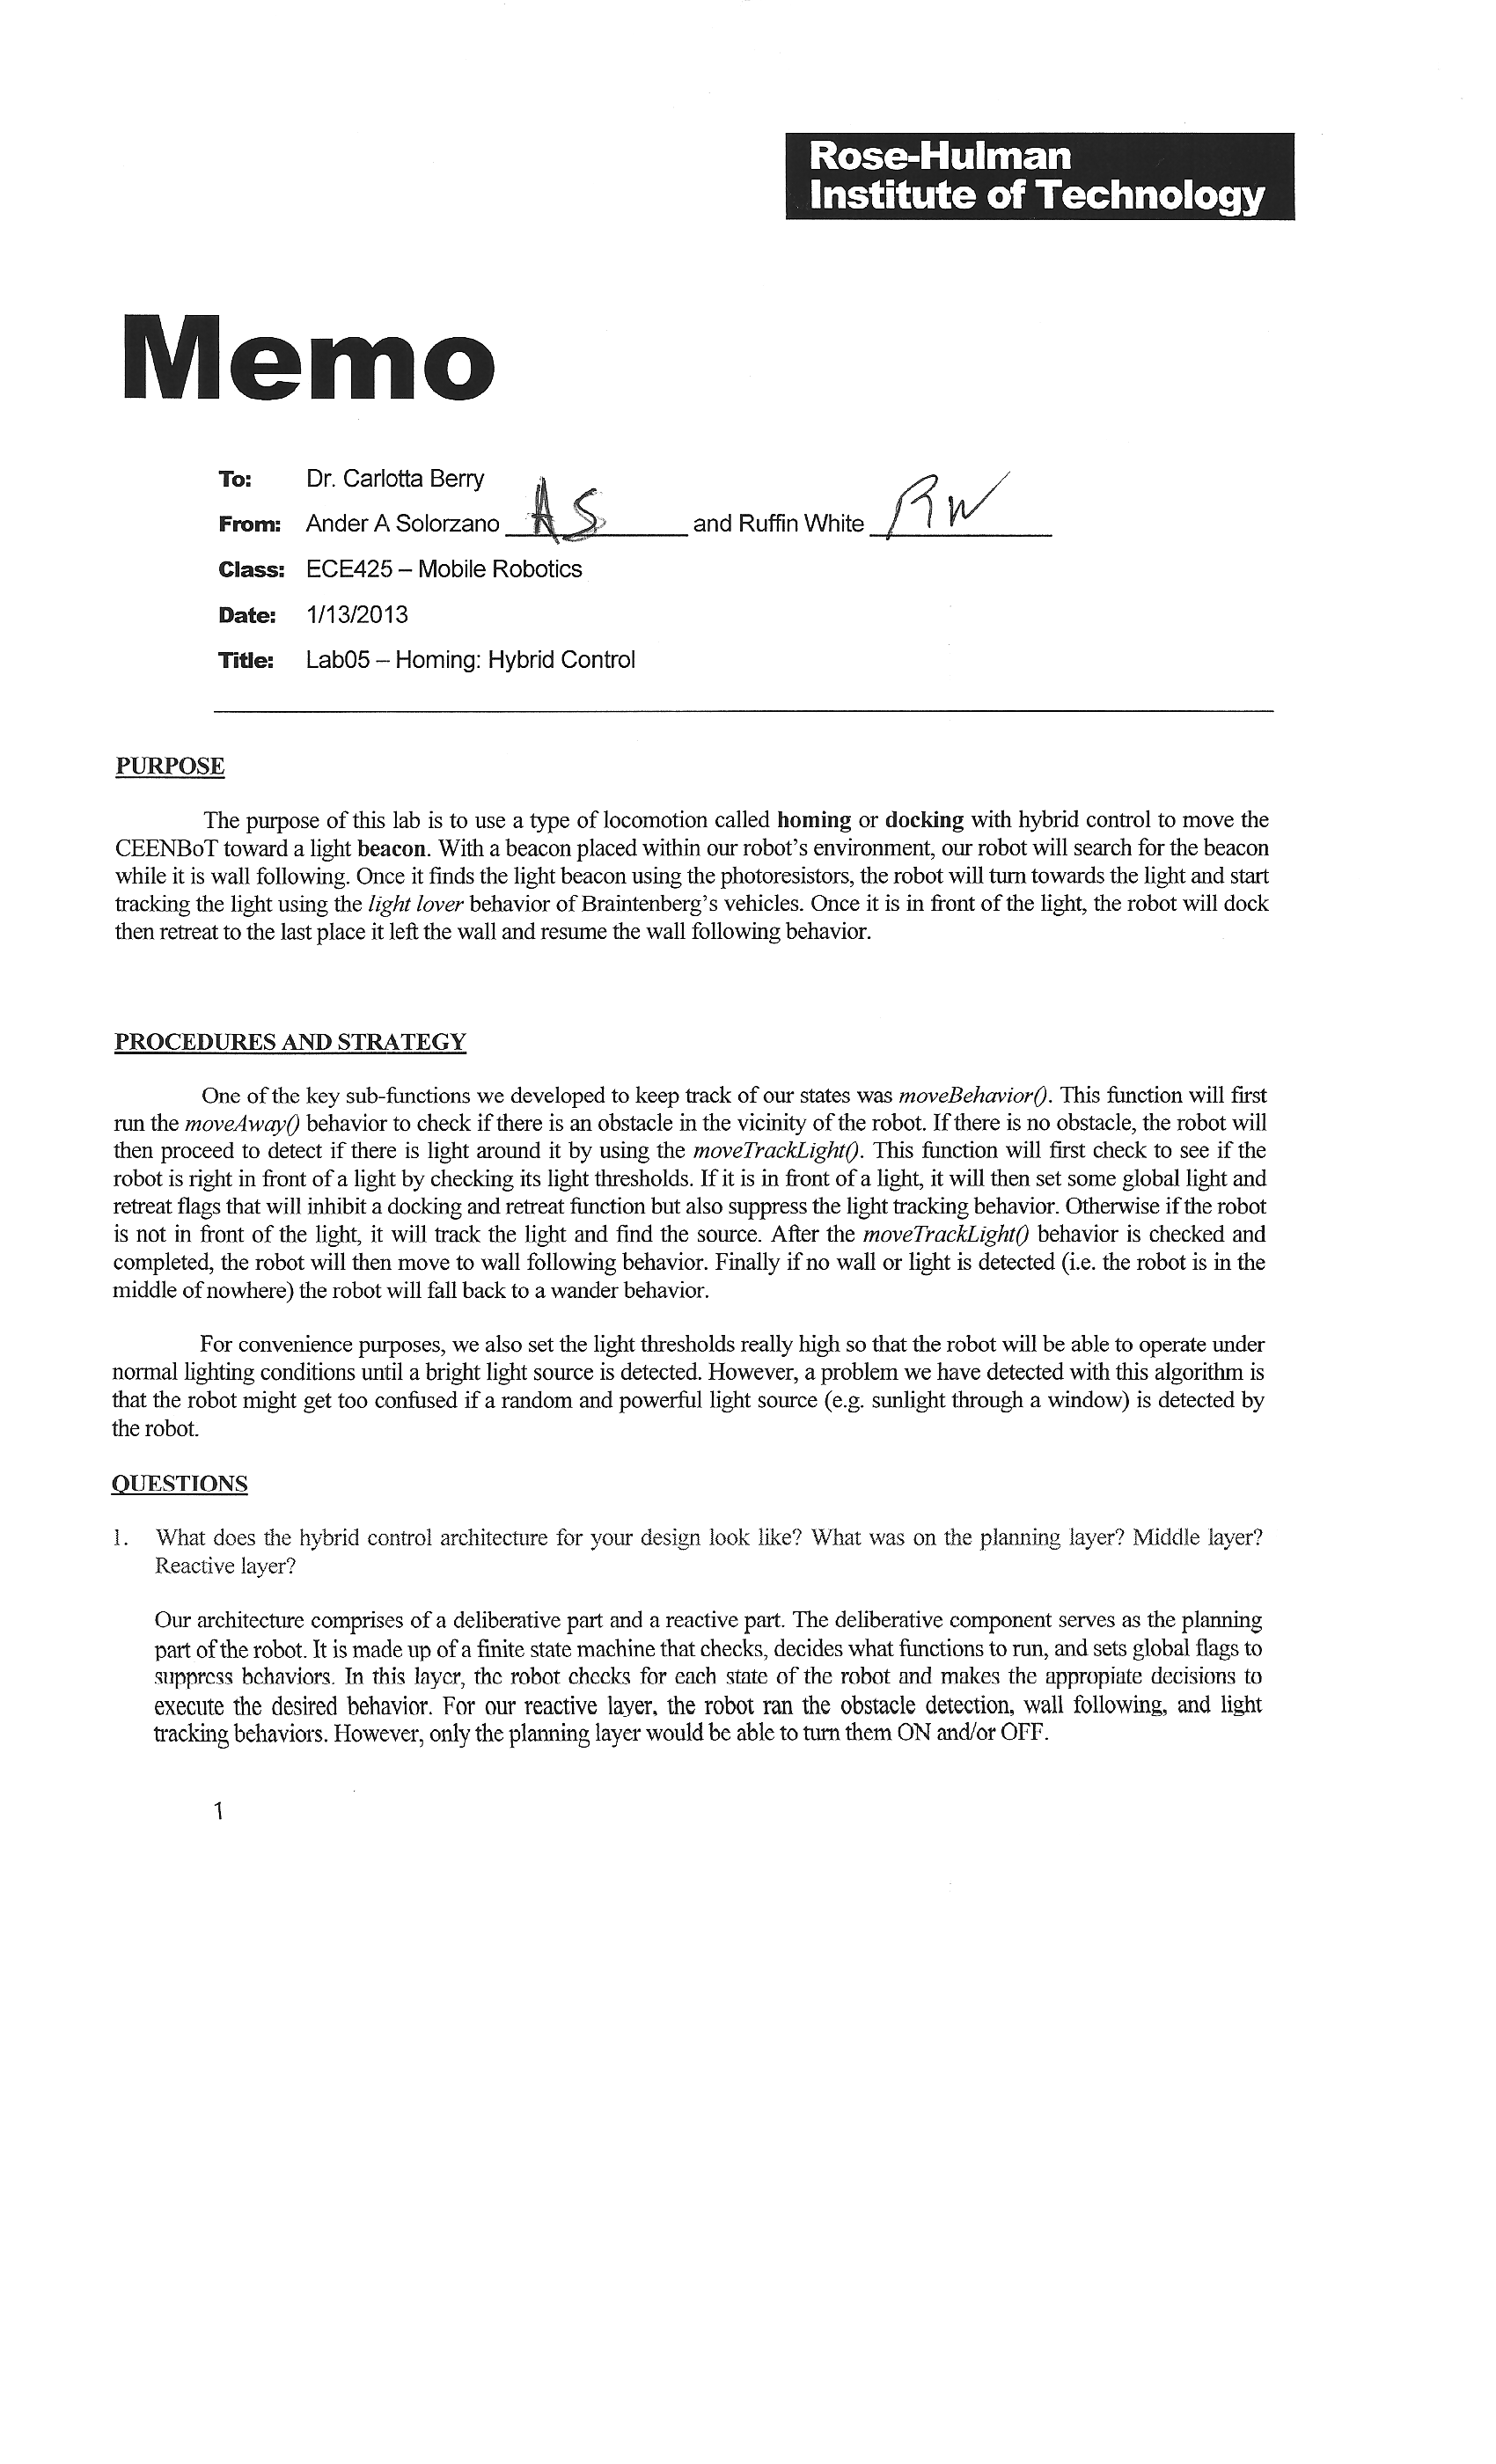 Rose-Hulman
Institute of Technology
Memo
To: Dr. Carlotta Berry
From: Ander A Solorzano AS and Ruffin White RW
Class: ECE425 – Mobile Robotics
Date: 1/13/2013
Title: Lab05 – Homing: Hybrid Control
PURPOSE
The purpose of this lab is to use a type of locomotion called homing or docking with hybrid control to move the
CEENBoT toward a light beacon. With a beacon placed within our robot's environment, our robot will search for the beacon
while it is wall following. Once it finds the light beacon using the photoresistors, the robot will turn towards the light and start
tracking the light using the light lover behavior of Braintenberg's vehicles. Once it is in front of the light, the robot will dock
then retreat to the last place it left the wall and resume the wall following behavior.
PROCEDURES AND STRATEGY
One of the key sub-functions we developed to keep track of our states was moveBehavior(). This function will first
run the moveAway() behavior to check if there is an obstacle in the vicinity of the robot. If there is no obstacle, the robot will
then proceed to detect if there is light around it by using the moveTrackLight(). This function will first check to see if the
robot is right in front of a light by checking its light thresholds. If it is in front of a light, it will then set some global light and
retreat flags that will inhibit a docking and retreat function but also suppress the light tracking behavior. Otherwise if the robot
is not in front of the light, it will track the light and find the source. After the moveTrackLight() behavior is checked and
completed, the robot will then move to wall following behavior. Finally if no wall or light is detected (i.e. the robot is in the
middle of nowhere) the robot will fall back to a wander behavior.
For convenience purposes, we also set the light thresholds really high so that the robot will be able to operate under
normal lighting conditions until a bright light source is detected. However, a problem we have detected with this algorithm is
that the robot might get too confused if a random and powerful light source (e.g. sunlight through a window) is detected by
the robot.
QUESTIONS
1. What does the hybrid control architecture for your design look like? What was on the planning layer? Middle layer?
Reactive layer?
Our architecture comprises of a deliberative part and a reactive part. The deliberative component serves as the planning
part of the robot. It is made up of a finite state machine that checks, decides what functions to run, and sets global flags to
suppress behaviors. In this layer, the robot checks for each state of the robot and makes the appropiate decisions to
execute the desired behavior. For our reactive layer, the robot ran the obstacle detection, wall following, and light
tracking behaviors. However, only the planning layer would be able to turn them ON and/or OFF.
1